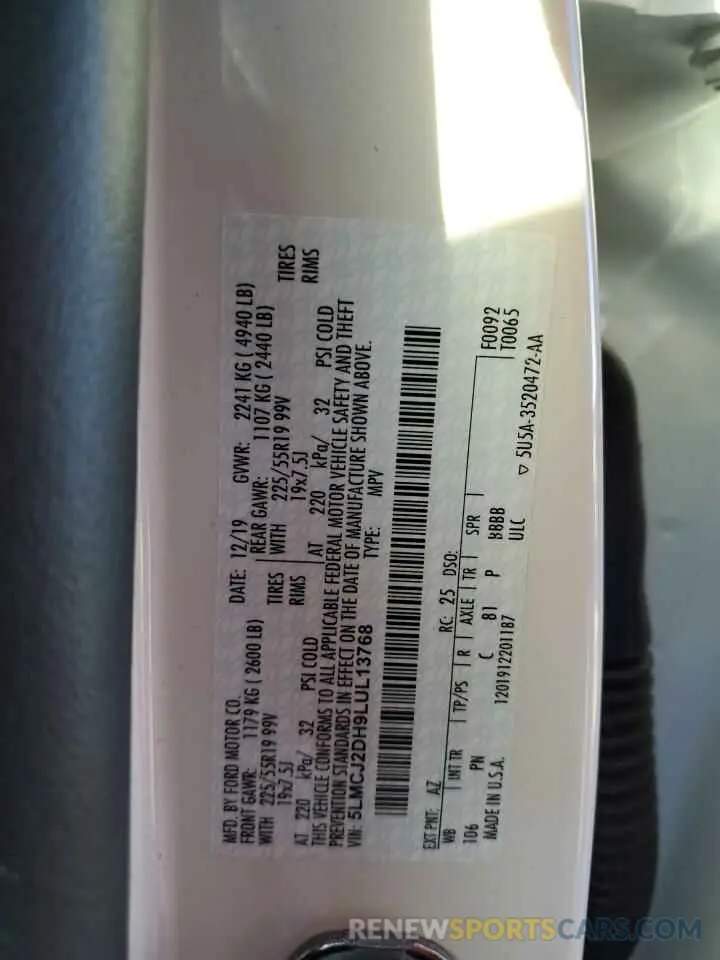 MFD. BY FORD MOTOR CO.
DATE: 12/19 GVWR: 2241 KG ( 4940 LB)
FRONT GAWR: 1179 KG ( 2600 LB)
REAR GAWR: 1107 KG ( 2440 LB)
WITH 225/55R19 99V TIRES
WITH 225/55R19 99V TIRES
19x7.5J RIMS
19x7.5J RIMS
AT 220 kPa/ 32 PSI COLD
AT 220 kPa/ 32 PSI COLD
THIS VEHICLE CONFORMS TO ALL APPLICABLE FEDERAL MOTOR VEHICLE SAFETY AND THEFT
PREVENTION STANDARDS IN EFFECT ON THE DATE OF MANUFACTURE SHOWN ABOVE.
VIN: 5LMCJ2DH9LUL13768 TYPE: MPV
EXT PNT: AZ RC: 25 DSO:
WB INT TR TP/PS R AXLE TR SPR F0092
106 PN C 81 P BBBB T0065
ULC
MADE IN U.S.A. 1201912201187
▽ 5U5A-3520472-AA
RENEWSPORTSCARS.COM